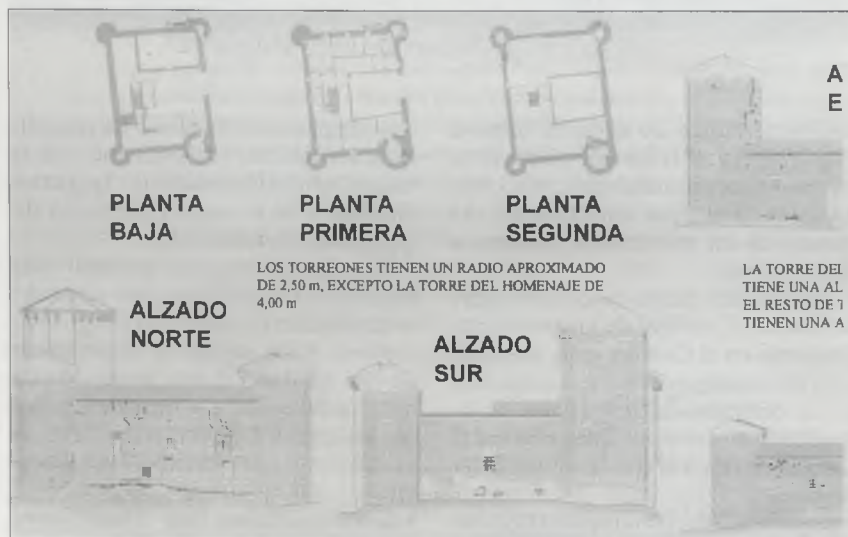 PLANTA
BAJA
PLANTA
PRIMERA
PLANTA
SEGUNDA
A
E
LOS TORREONES TIENEN UN RADIO APROXIMADO
DE 2,50 m, EXCEPTO LA TORRE DEL HOMENAJE DE
4,00 m
LA TORRE DEL
TIENE UNA AL
EL RESTO DE T
TIENEN UNA A
ALZADO
NORTE
ALZADO
SUR